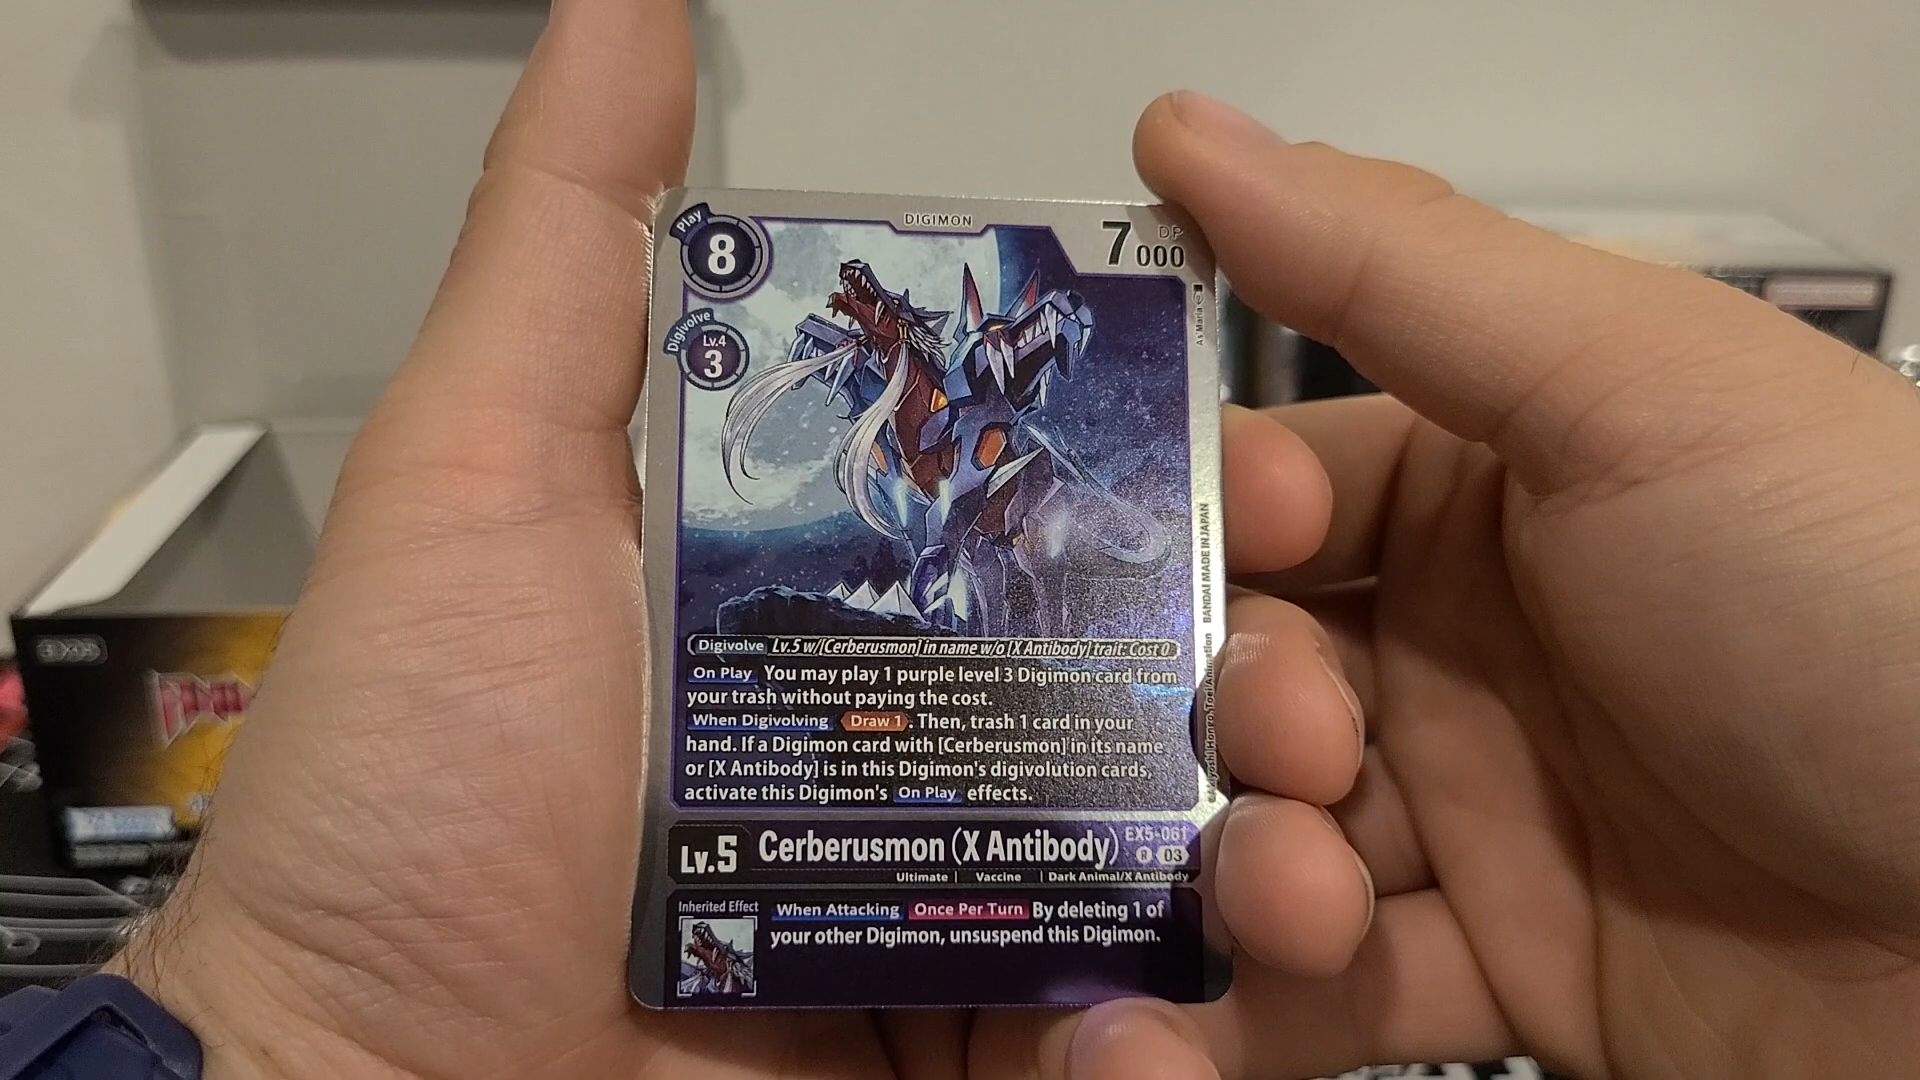 Play
8
DIGIMON
7000
DP
Digivolve
Lv.4
3
As'Maria
BANDAI MADE IN JAPAN
Digivolve Lv.5 w/[Cerberusmon] in name w/o [X Antibody] trait: Cost 0
On Play You may play 1 purple level 3 Digimon card from
your trash without paying the cost.
When Digivolving Draw 1. Then, trash 1 card in your
hand. If a Digimon card with [Cerberusmon] in its name
or [X Antibody] is in this Digimon's digivolution cards,
activate this Digimon's On Play effects.
Lv.5 Cerberusmon (X Antibody)
EX5-061
R 03
Ultimate | Vaccine | Dark Animal/X Antibody
Inherited Effect
When Attacking Once Per Turn By deleting 1 of
your other Digimon, unsuspend this Digimon.